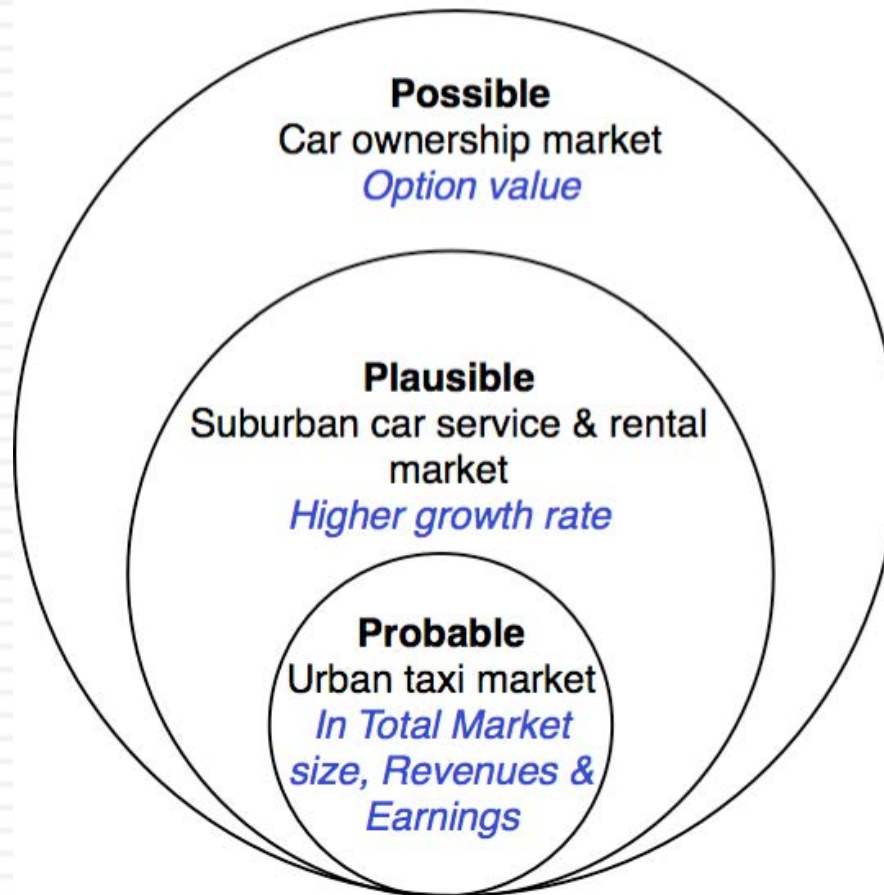 Possible
Car ownership market
Option value
Plausible
Suburban car service & rental
market
Higher growth rate
Probable
Urban taxi market
In Total Market
size, Revenues &
Earnings